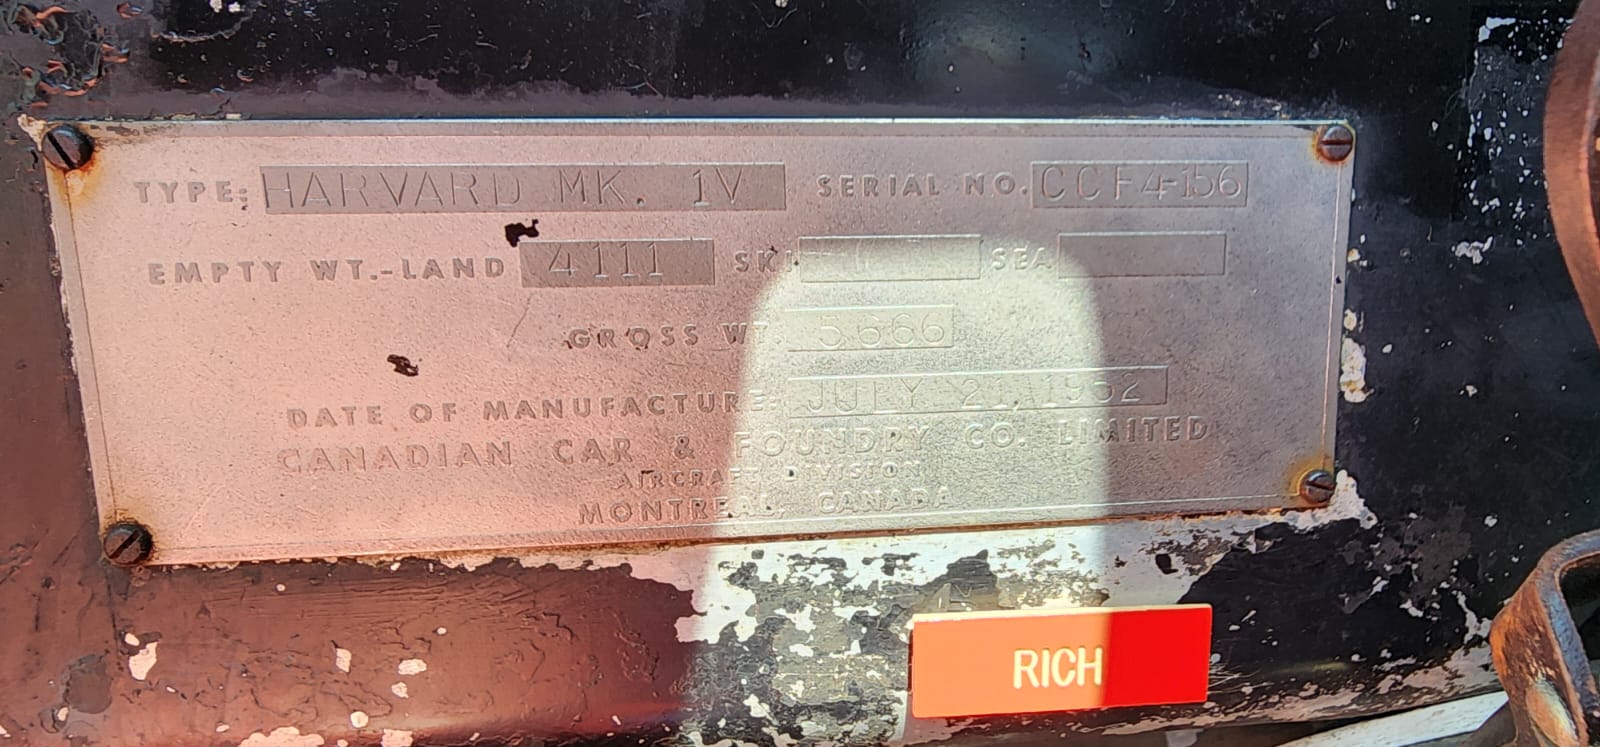 TYPE: HARVARD MK. 1V SERIAL NO. CCF4-156
EMPTY WT.-LAND 4111 SKI SEA
GROSS WT. 5666
DATE OF MANUFACTURE: JULY 21, 1952
CANADIAN CAR & FOUNDRY CO. LIMITED
AIRCRAFT DIVISION
MONTREAL, CANADA
RICH